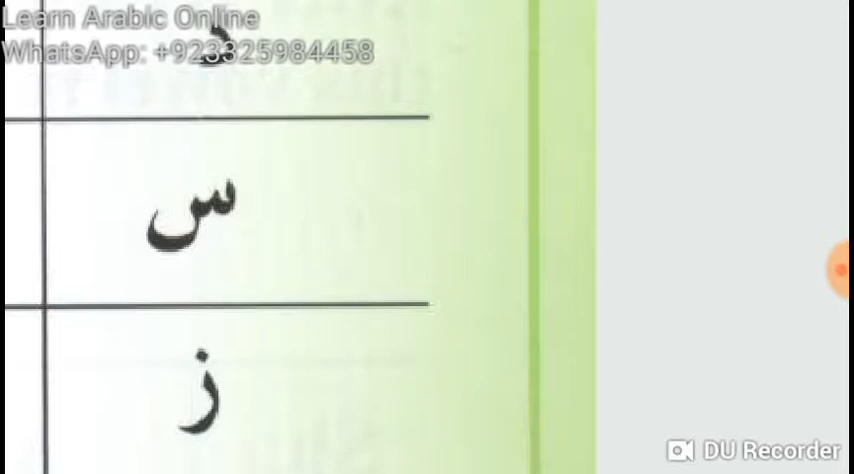 Learn Arabic Online
WhatsApp: +923325984458
د
س
ز
DU Recorder